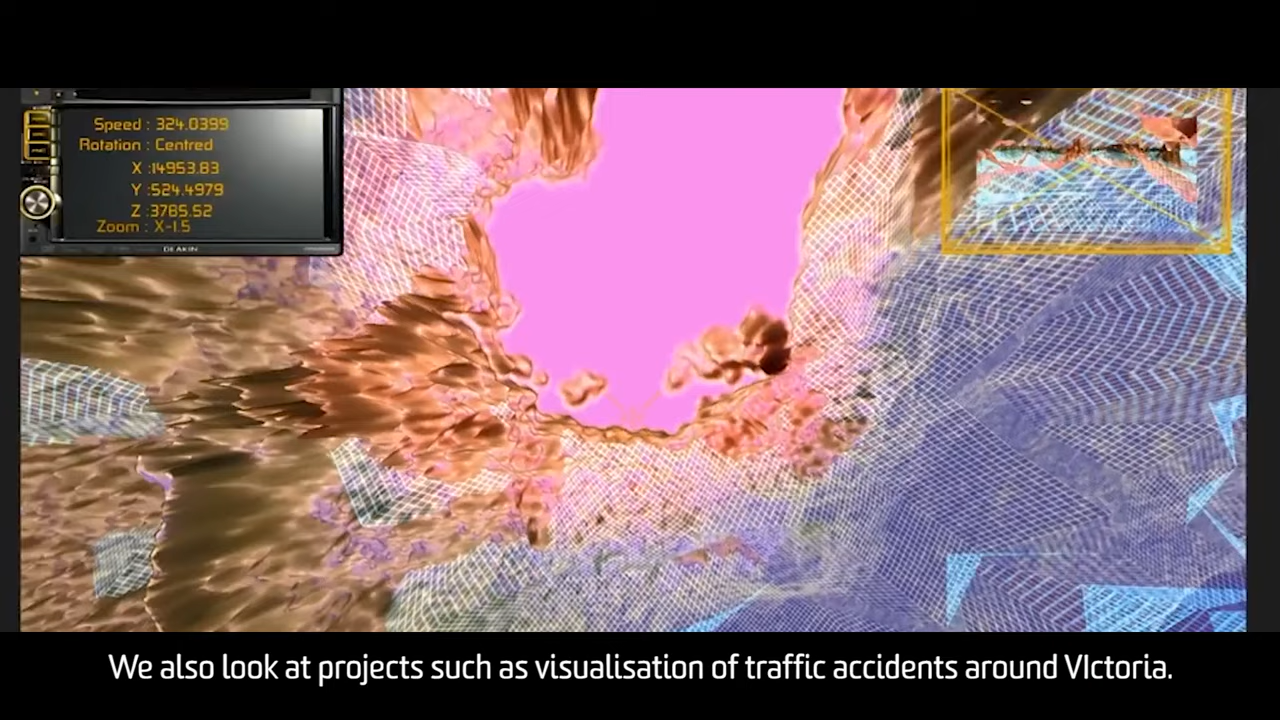 Speed : 324.0399
Rotation : Centred
X :14953.83
Y :524.4979
Z :3765.52
Zoom : X-1.5
DEAKIN
We also look at projects such as visualisation of traffic accidents around VIctoria.